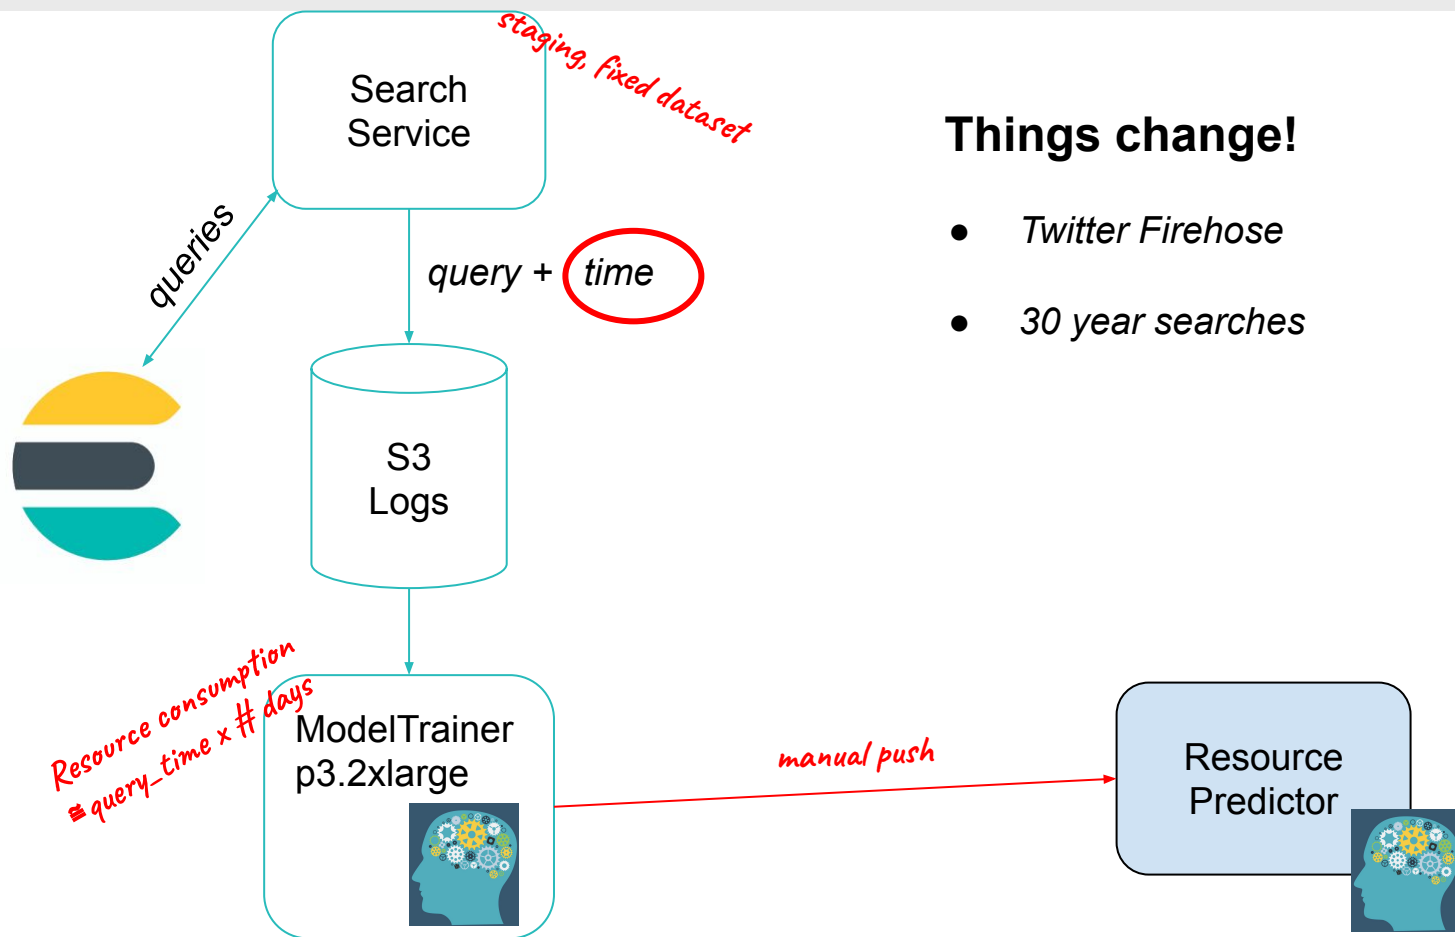 Search
Service
staging, fixed dataset
queries
query + time
S3
Logs
Resource consumption
≅ query_time x # days
ModelTrainer
p3.2xlarge
manual push
Resource
Predictor
Things change!
● Twitter Firehose
● 30 year searches